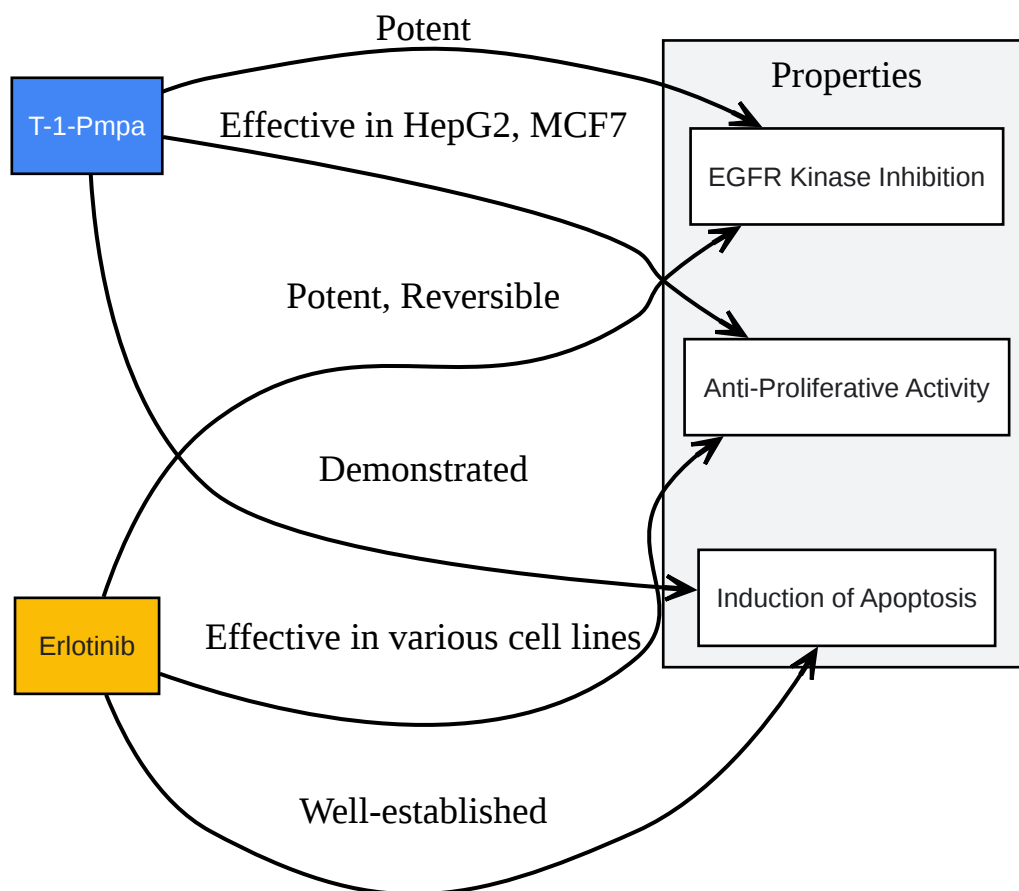 Potent
Properties
T-1-Pmpa
Effective in HepG2, MCF7
EGFR Kinase Inhibition
Potent, Reversible
Anti-Proliferative Activity
Demonstrated
Induction of Apoptosis
Erlotinib
Effective in various cell lines
Well-established